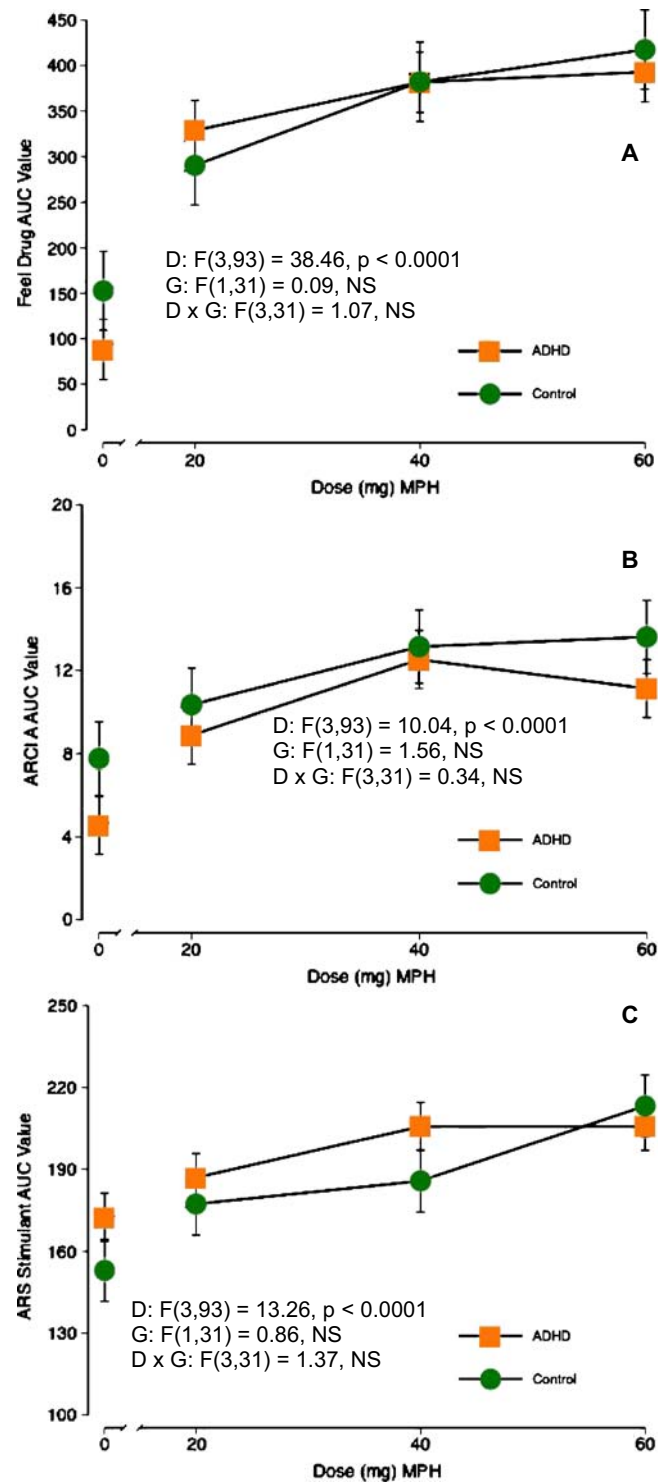 450
400
350
300
250
200
150
100
50
0
Feel Drug AUC Value
A
D: F(3,93) = 38.46, p < 0.0001
G: F(1,31) = 0.09, NS
D x G: F(3,31) = 1.07, NS
ADHD
Control
0 20 40 60
Dose (mg) MPH
20
16
12
8
4
0
ARCI A AUC Value
B
D: F(3,93) = 10.04, p < 0.0001
G: F(1,31) = 1.56, NS
D x G: F(3,31) = 0.34, NS
ADHD
Control
0 20 40 60
Dose (mg) MPH
250
220
190
160
130
100
ARS Stimulant AUC Value
C
D: F(3,93) = 13.26, p < 0.0001
G: F(1,31) = 0.86, NS
D x G: F(3,31) = 1.37, NS
ADHD
Control
0 20 40 60
Dose (mg) MPH